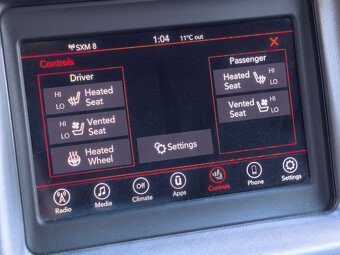 SXM 8 1:04 11°C out
Controls
Driver
HI
LO
Heated
Seat
HI
LO
Vented
Seat
Heated
Wheel
Settings
Passenger
Heated
Seat
HI
LO
Vented
Seat
HI
LO
Radio
Media
Off
Climate
Apps
Controls
Phone
Settings